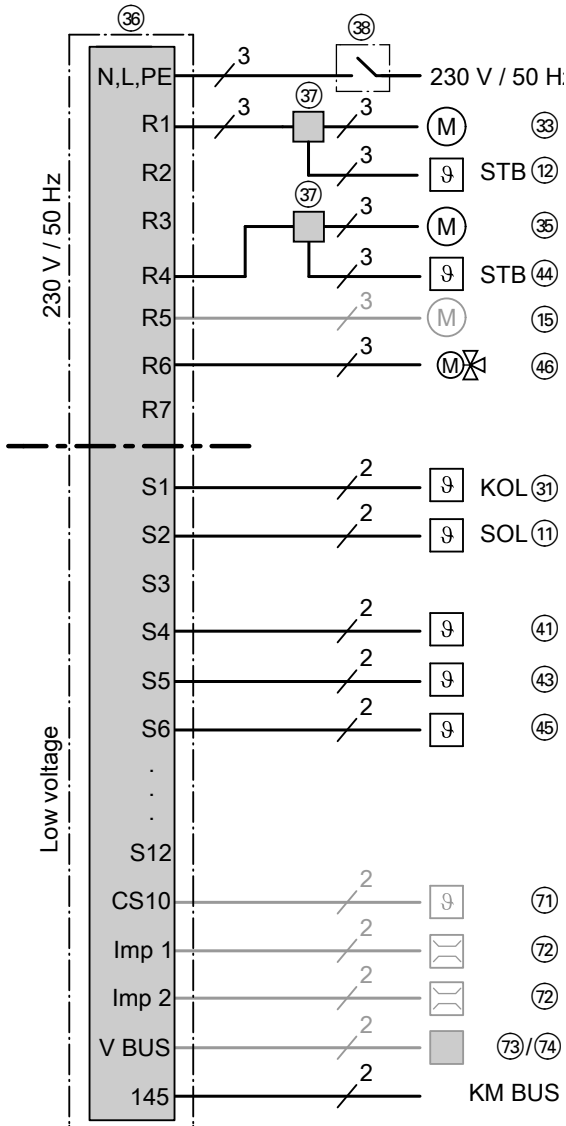 36 38
N,L,PE 3 230 V / 50 Hz
37
R1 3 3 M 33
R2 3 ϑ STB 12
37
R3 3 M 35
R4 3 ϑ STB 44
R5 3 M 15
R6 3 M 46
R7
230 V / 50 Hz
S1 2 ϑ KOL 31
S2 2 ϑ SOL 11
S3
S4 2 ϑ 41
S5 2 ϑ 43
S6 2 ϑ 45
.
.
.
S12
Low voltage
CS10 2 ϑ 71
Imp 1 2 72
Imp 2 2 72
V BUS 2 73/74
145 2 KM BUS